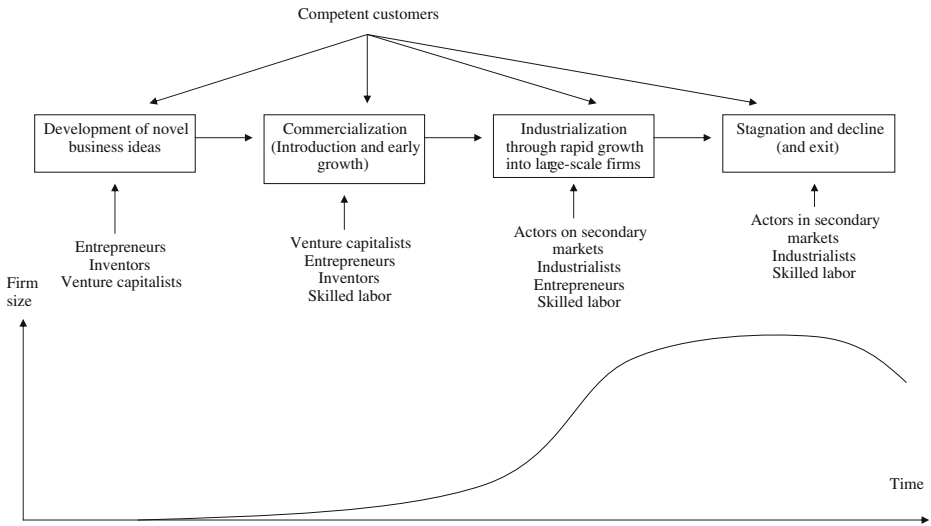 Competent customers
Development of novel
business ideas
Commercialization
(Introduction and early
growth)
Industrialization
through rapid growth
into large-scale firms
Stagnation and decline
(and exit)
Entrepreneurs
Inventors
Venture capitalists
Venture capitalists
Entrepreneurs
Inventors
Skilled labor
Actors on secondary
markets
Industrialists
Entrepreneurs
Skilled labor
Actors in secondary
markets
Industrialists
Skilled labor
Firm
size
Time